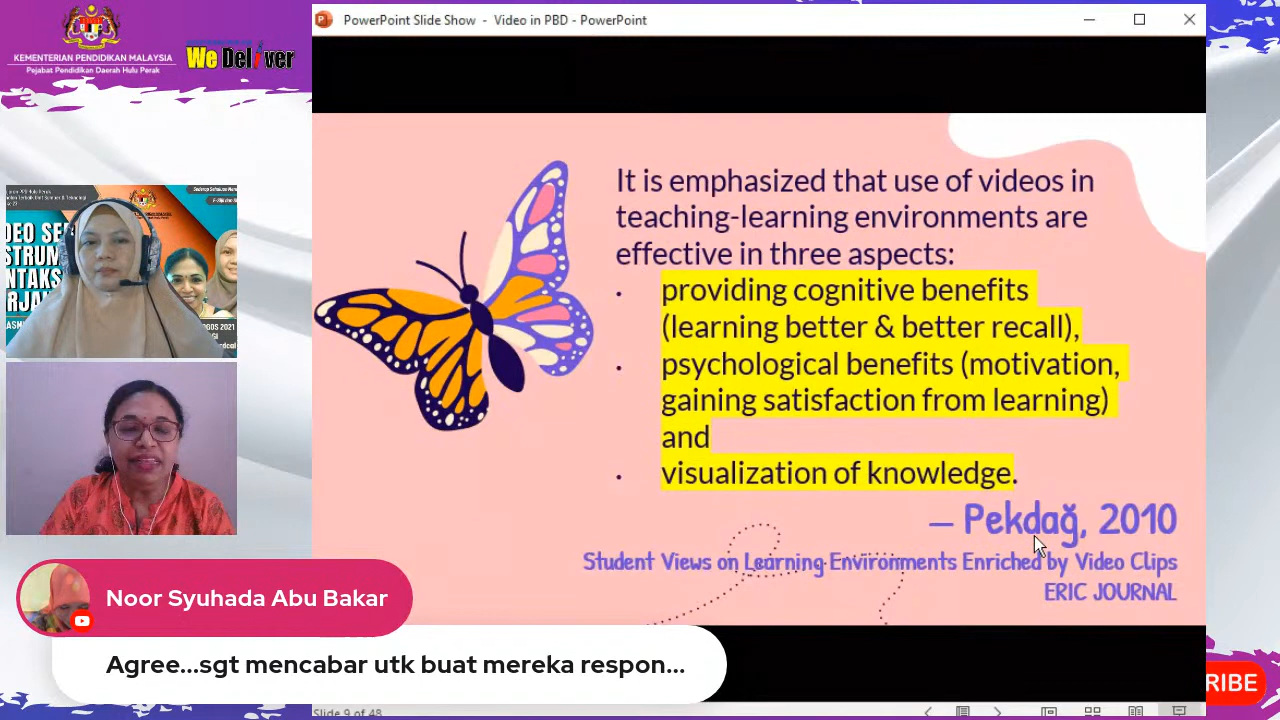 PowerPoint Slide Show - Video in PBD - PowerPoint
KEMENTERIAN PENDIDIKAN MALAYSIA
Pejabat Pendidikan Daerah Hulu Perak
We Deliver
It is emphasized that use of videos in
teaching-learning environments are
effective in three aspects:
• providing cognitive benefits
(learning better & better recall),
• psychological benefits (motivation,
gaining satisfaction from learning)
and
• visualization of knowledge.
— Pekdağ, 2010
Student Views on Learning Environments Enriched by Video Clips
ERIC JOURNAL
Noor Syuhada Abu Bakar
Agree...sgt mencabar utk buat mereka respon...
RIBE
Slide 9 of 48